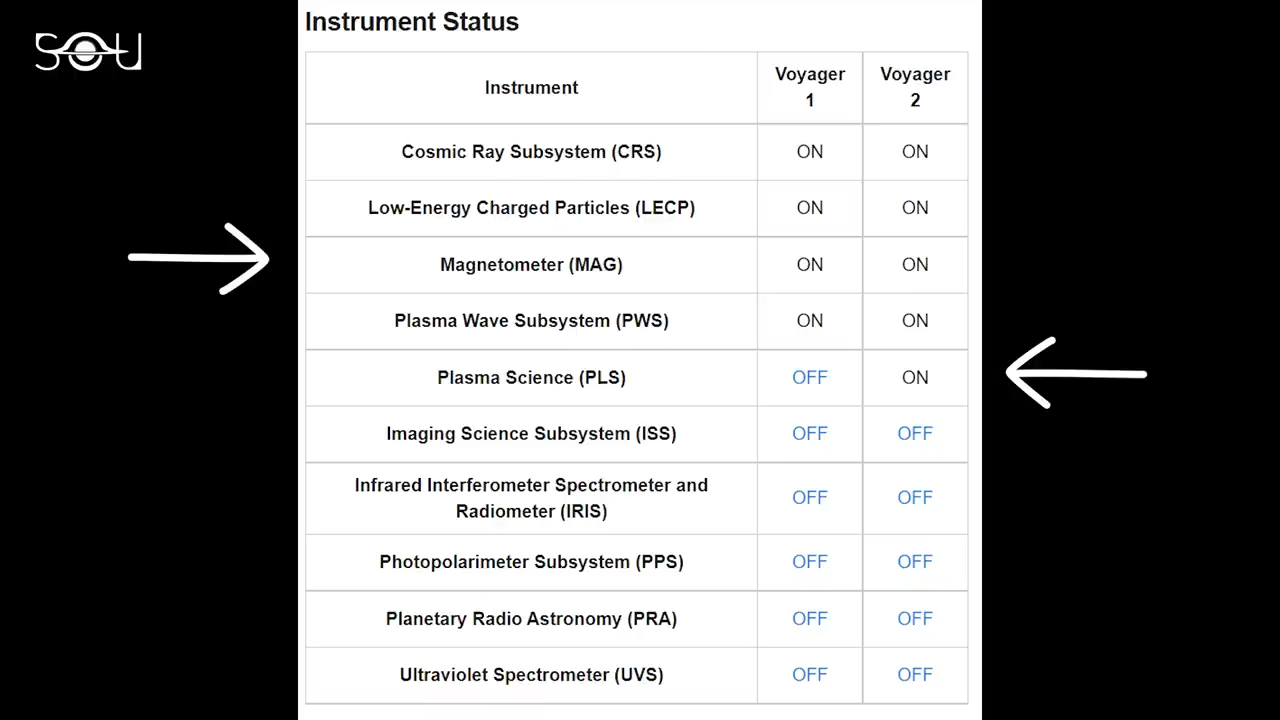 SOU
Instrument Status
Instrument Voyager 1 Voyager 2
Cosmic Ray Subsystem (CRS) ON ON
Low-Energy Charged Particles (LECP) ON ON
Magnetometer (MAG) ON ON
Plasma Wave Subsystem (PWS) ON ON
Plasma Science (PLS) OFF ON
Imaging Science Subsystem (ISS) OFF OFF
Infrared Interferometer Spectrometer and
Radiometer (IRIS) OFF OFF
Photopolarimeter Subsystem (PPS) OFF OFF
Planetary Radio Astronomy (PRA) OFF OFF
Ultraviolet Spectrometer (UVS) OFF OFF